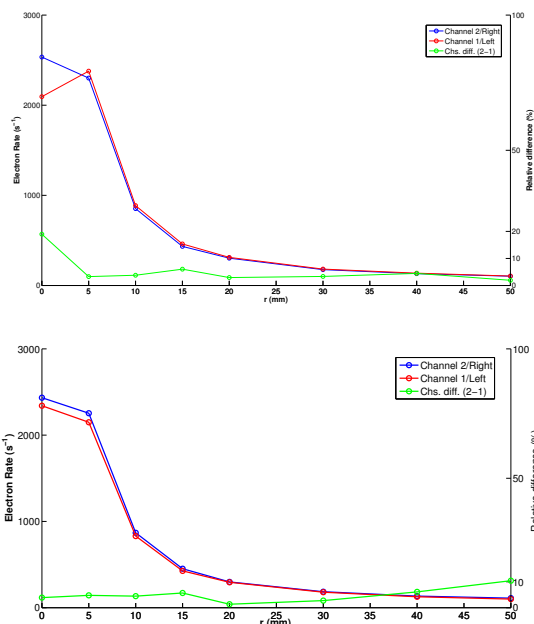 3000
100
Channel 2/Right
Channel 1/Left
Chs. diff. (2−1)
2000
Electron Rate (s⁻¹)
Relative difference (%)
50
1000
20
10
0
0
0 5 10 15 20 25 30 35 40 45 50
r (mm)
3000
100
Channel 2/Right
Channel 1/Left
Chs. diff. (2−1)
2000
Electron Rate (s⁻¹)
Relative difference (%)
50
1000
10
0
0
0 5 10 15 20 25 30 35 40 45 50
r (mm)